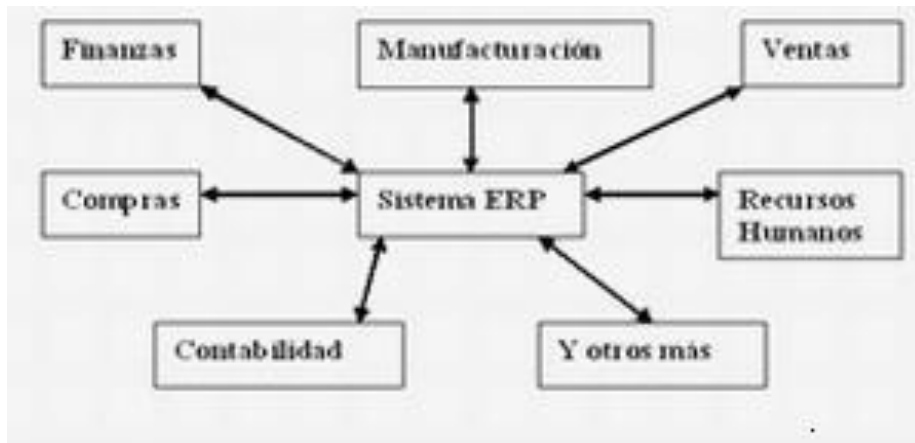 Finanzas
Manufacturación
Ventas
Compras
Sistema ERP
Recursos
Humanos
Contabilidad
Y otros más